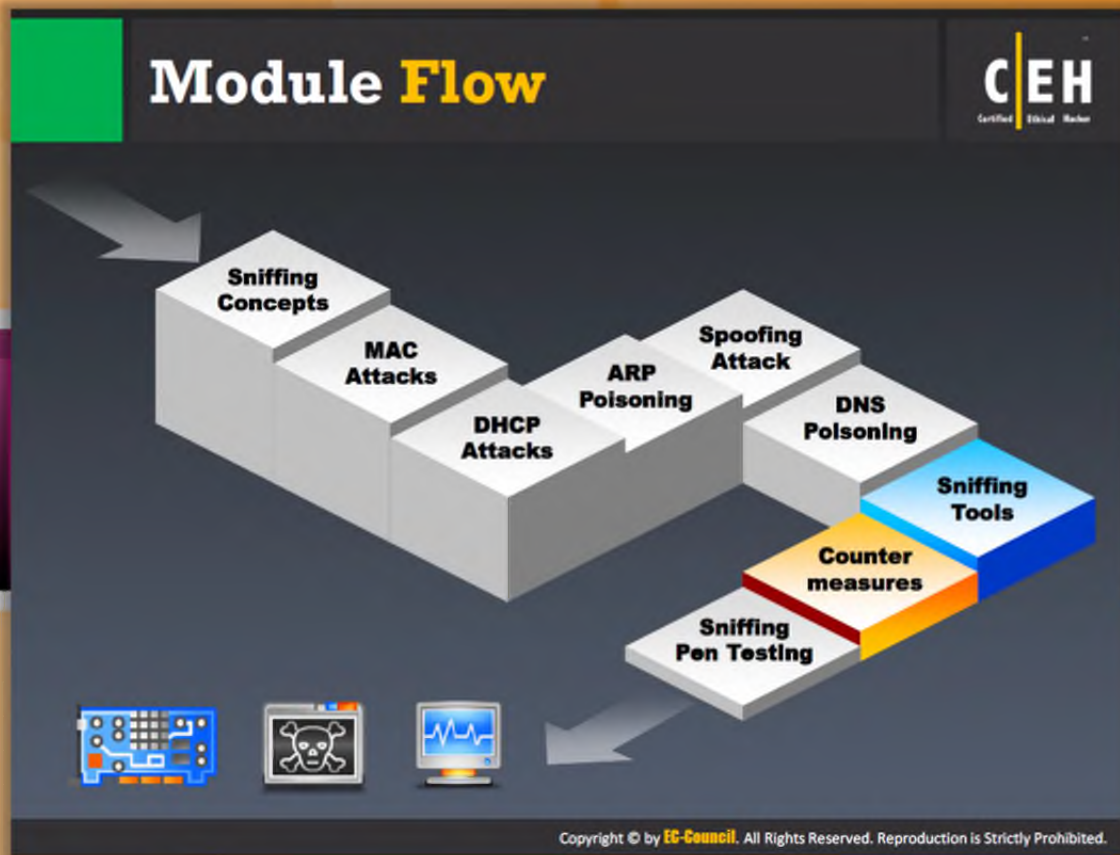 Module Flow
C|EH
Certified Ethical Hacker
Sniffing
Concepts
MAC
Attacks
DHCP
Attacks
ARP
Poisoning
Spoofing
Attack
DNS
Poisoning
Sniffing
Tools
Counter
measures
Sniffing
Pen Testing
Copyright © by EC-Council. All Rights Reserved. Reproduction is Strictly Prohibited.